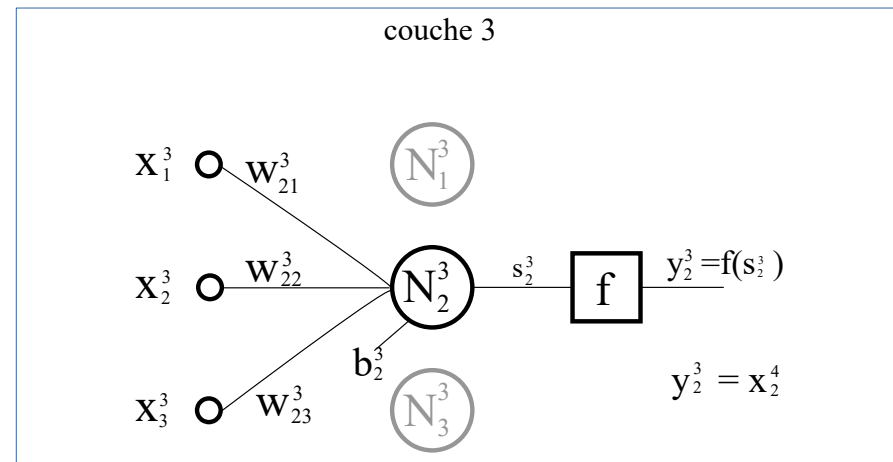 couche 3
x₁³ w₂₁³ N₁³
x₂³ w₂₂³ N₂³ s₂³ f y₂³ =f(s₂³)
b₂³
x₃³ w₂₃³ N₃³
y₂³ = x₂⁴